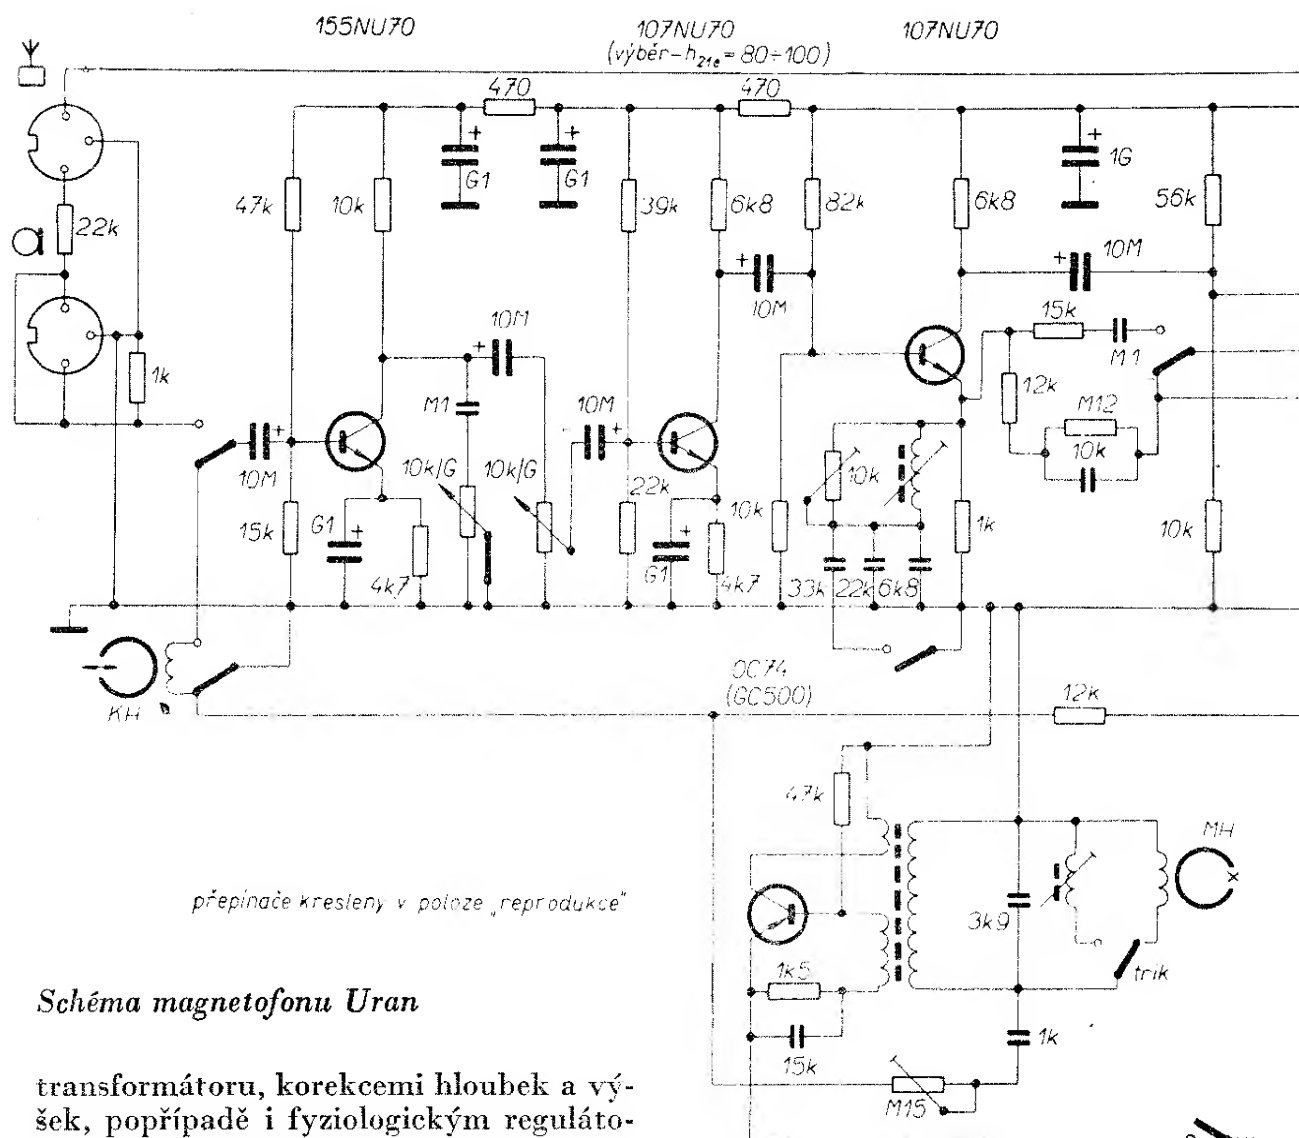 155NU70
107NU70
107NU70
(výběr-h21e = 80÷100)
470
470
+
+
+
G1
G1
1G
47k
10k
39k
6k8
82k
6k8
56k
22k
+
10M
+
10M
15k
M1
10M
+
1k
12k
M12
10k
M1
10M
+
10k/G
10k/G
+
10M
22k
10k
10k
15k
G1
+
4k7
+
G1
4k7
1k
10k
33k
22k
6k8
KH
OC74
(GC500)
12k
47k
MH
přepínače kresleny v poloze „reprodukce"
3k9
trik
1k5
15k
1k
M15
Schéma magnetofonu Uran
transformátoru, korekcemi hloubek a vý-
šek, popřípadě i fyziologickým reguláto-